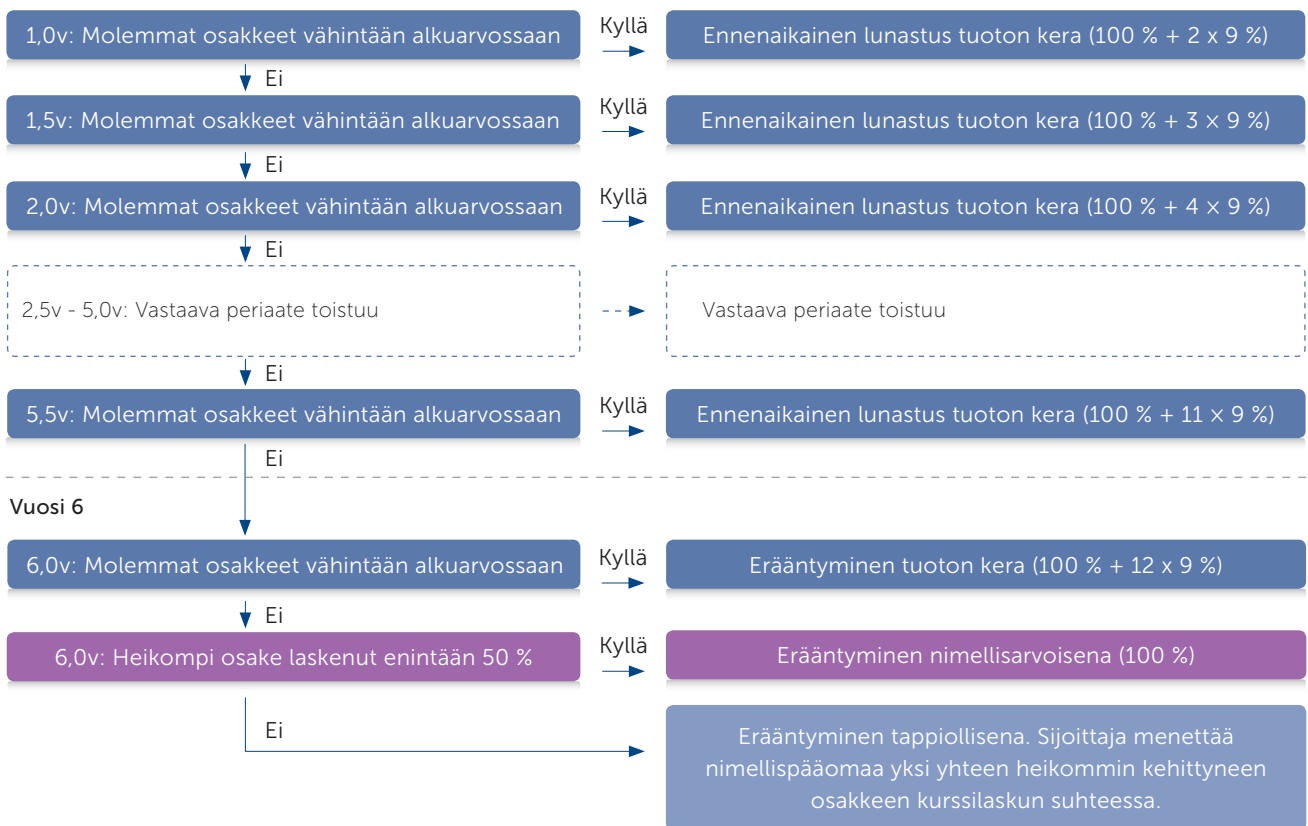 1,0v: Molemmat osakkeet vähintään alkuarvossaan
Kyllä
Ennenaikainen lunastus tuoton kera (100 % + 2 x 9 %)
Ei
1,5v: Molemmat osakkeet vähintään alkuarvossaan
Kyllä
Ennenaikainen lunastus tuoton kera (100 % + 3 × 9 %)
Ei
2,0v: Molemmat osakkeet vähintään alkuarvossaan
Kyllä
Ennenaikainen lunastus tuoton kera (100 % + 4 × 9 %)
Ei
2,5v - 5,0v: Vastaava periaate toistuu
Vastaava periaate toistuu
Ei
5,5v: Molemmat osakkeet vähintään alkuarvossaan
Kyllä
Ennenaikainen lunastus tuoton kera (100 % + 11 × 9 %)
Ei
Vuosi 6
6,0v: Molemmat osakkeet vähintään alkuarvossaan
Kyllä
Erääntyminen tuoton kera (100 % + 12 x 9 %)
Ei
6,0v: Heikompi osake laskenut enintään 50 %
Kyllä
Erääntyminen nimellisarvoisena (100 %)
Ei
Erääntyminen tappiollisena. Sijoittaja menettää
nimellispääomaa yksi yhteen heikommin kehittyneen
osakkeen kurssilaskun suhteessa.